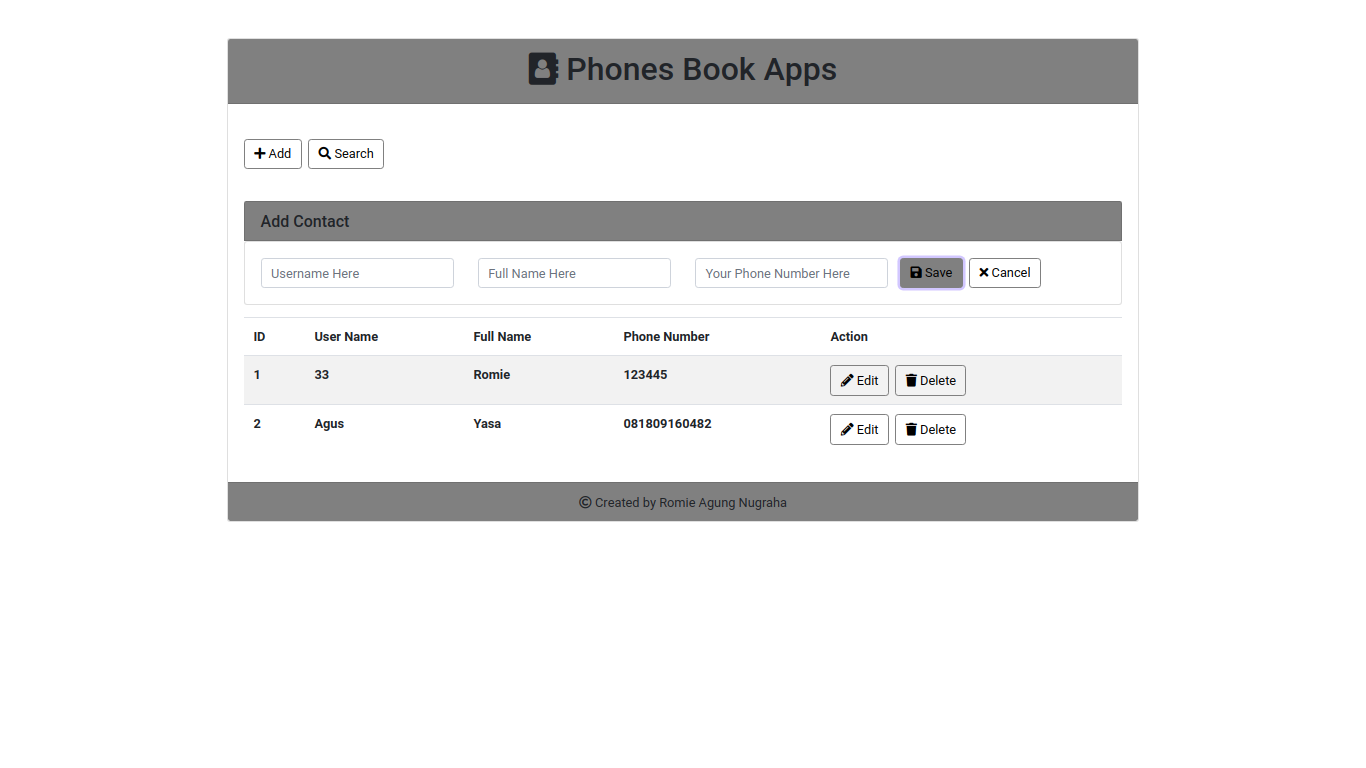 Phones Book Apps
Add Search
Add Contact
Username Here Full Name Here Your Phone Number Here Save Cancel
ID User Name Full Name Phone Number Action
1 33 Romie 123445 Edit Delete
2 Agus Yasa 081809160482 Edit Delete
© Created by Romie Agung Nugraha